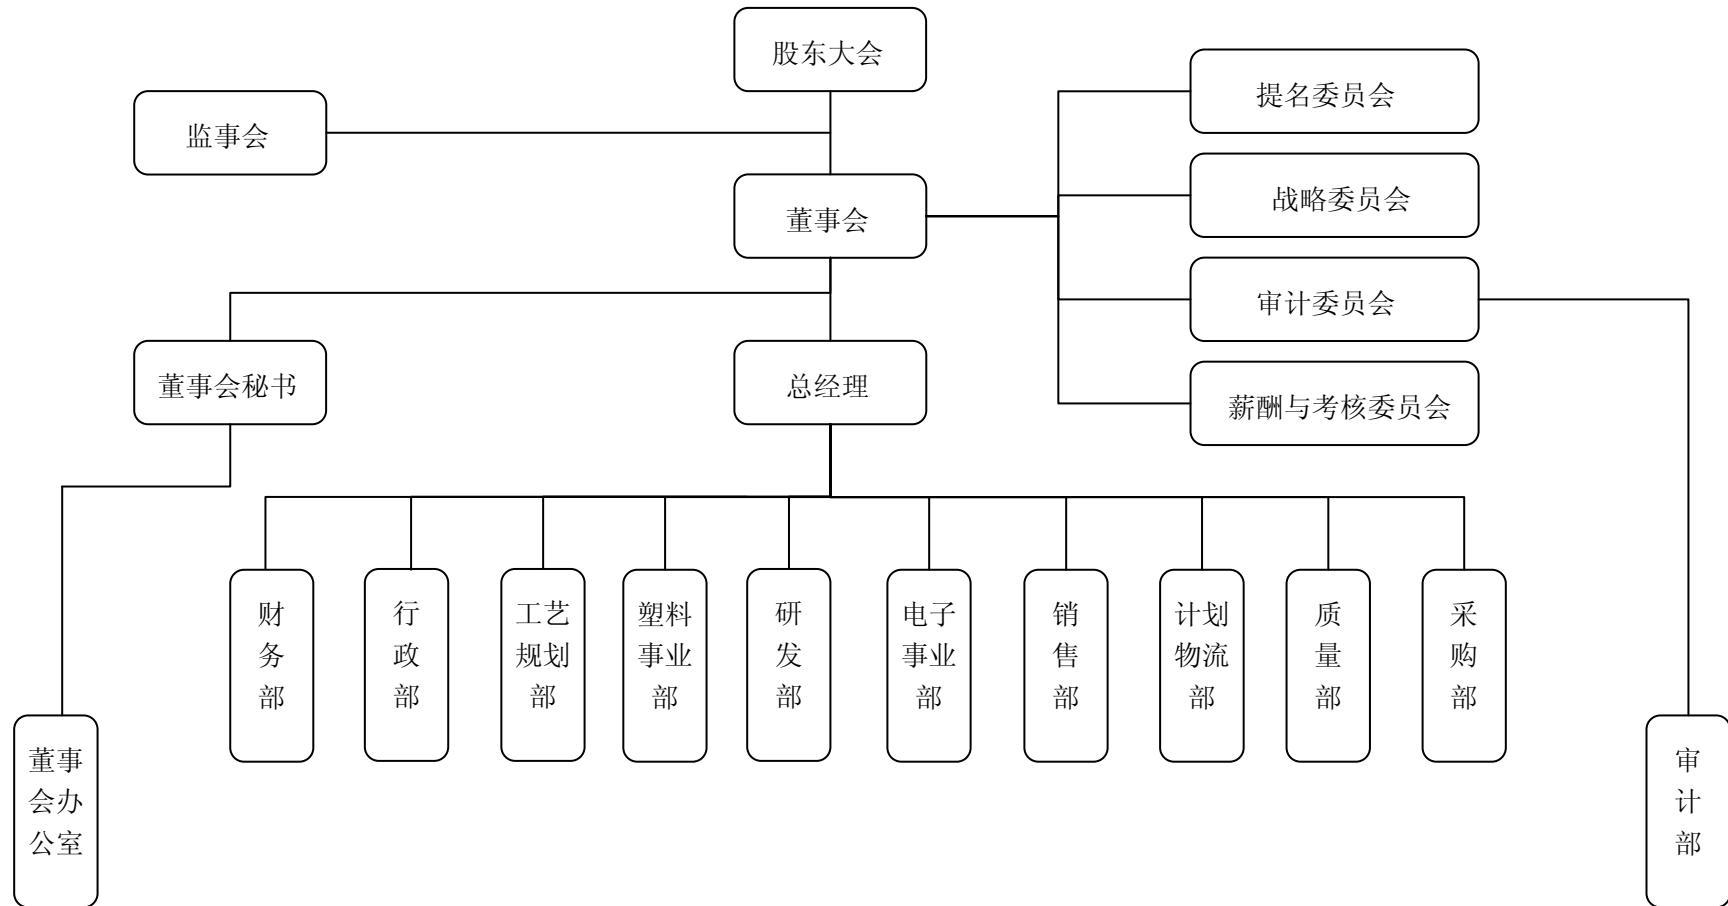 股东大会
提名委员会
监事会
战略委员会
董事会
审计委员会
董事会秘书
总经理
薪酬与考核委员会
财
务
部
行
政
部
工艺
规划
部
塑料
事业
部
研
发
部
电子
事业
部
销
售
部
计划
物流
部
质
量
部
采
购
部
董事
会办
公室
审
计
部